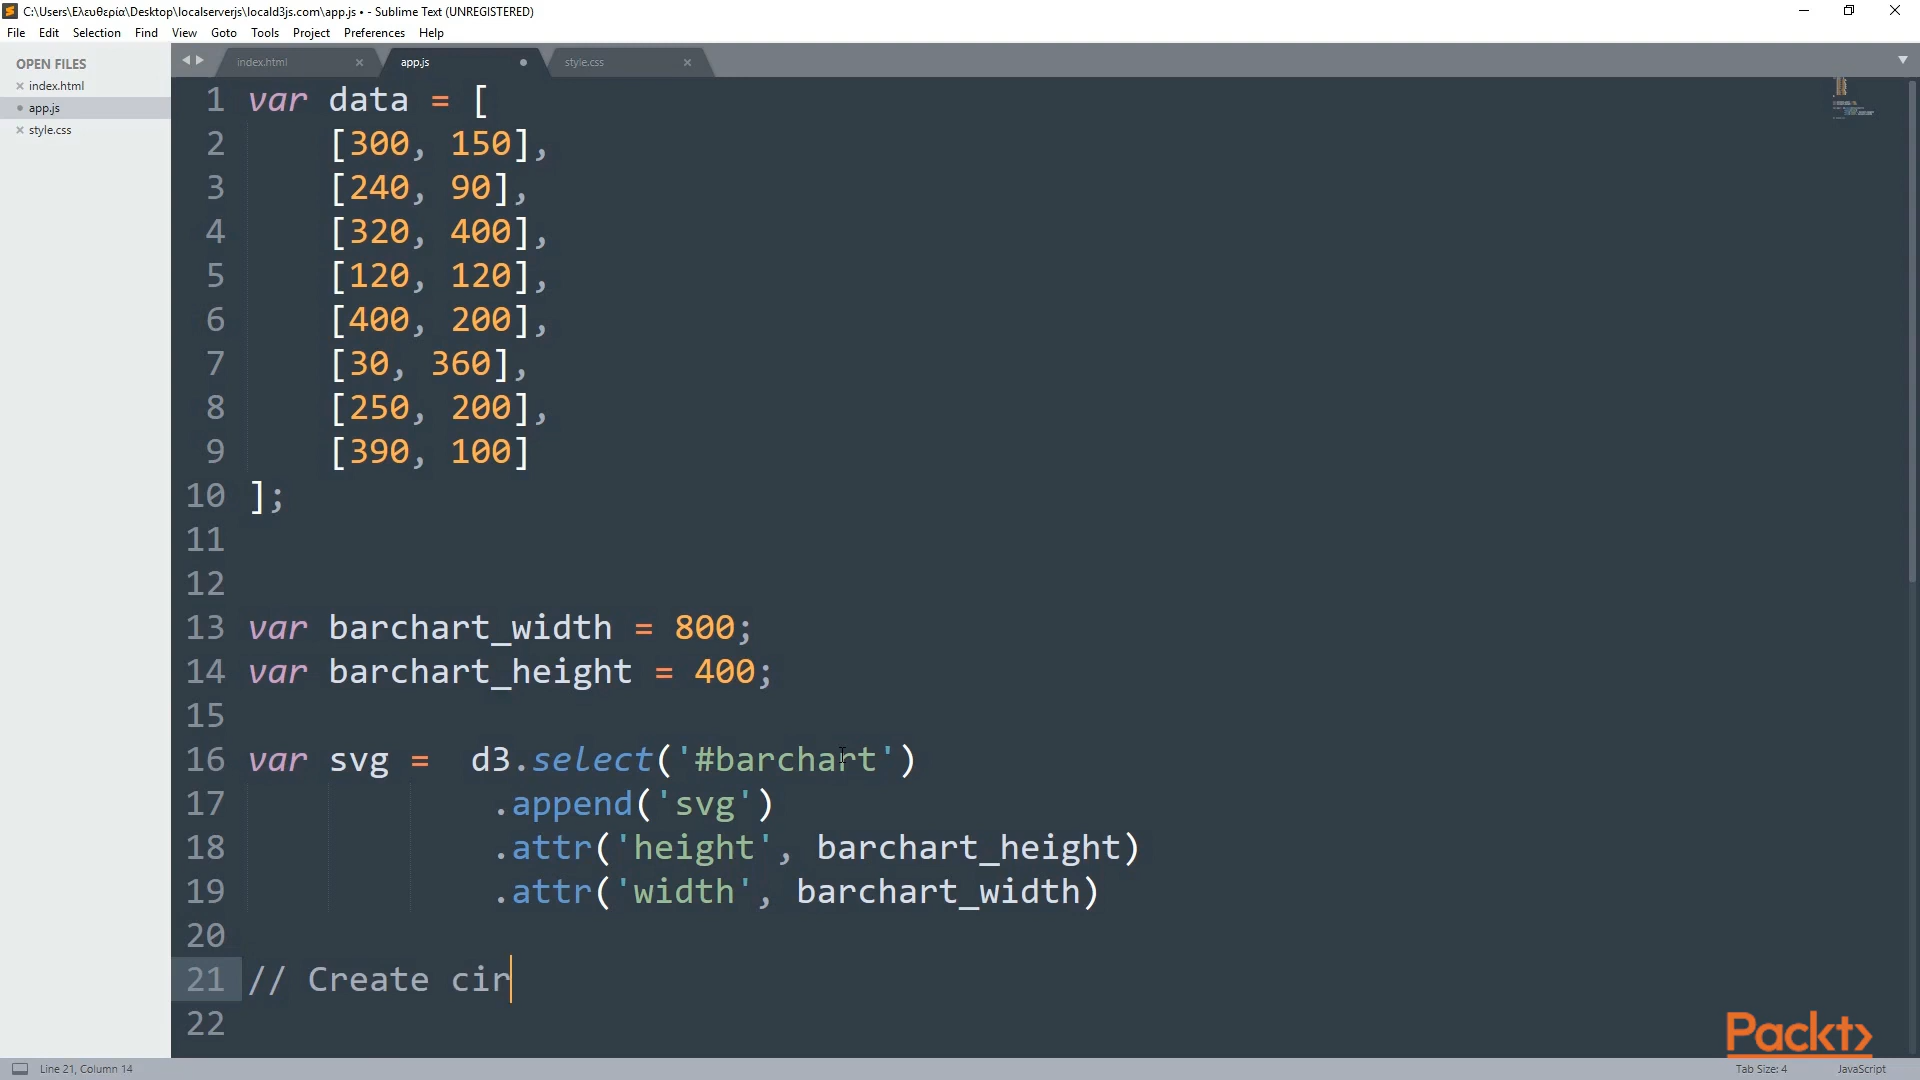 C:\Users\Ελευθερία\Desktop\localserverjs\locald3js.com\app.js • - Sublime Text (UNREGISTERED)
File Edit Selection Find View Goto Tools Project Preferences Help
OPEN FILES
index.html
app.js
style.css
index.html app.js style.css
1 var data = [
2 [300, 150],
3 [240, 90],
4 [320, 400],
5 [120, 120],
6 [400, 200],
7 [30, 360],
8 [250, 200],
9 [390, 100]
10 ];
11
12
13 var barchart_width = 800;
14 var barchart_height = 400;
15
16 var svg = d3.select('#barchart')
17 .append('svg')
18 .attr('height', barchart_height)
19 .attr('width', barchart_width)
20
21 // Create cir
22
Packt>
Line 21, Column 14 Tab Size: 4 JavaScript